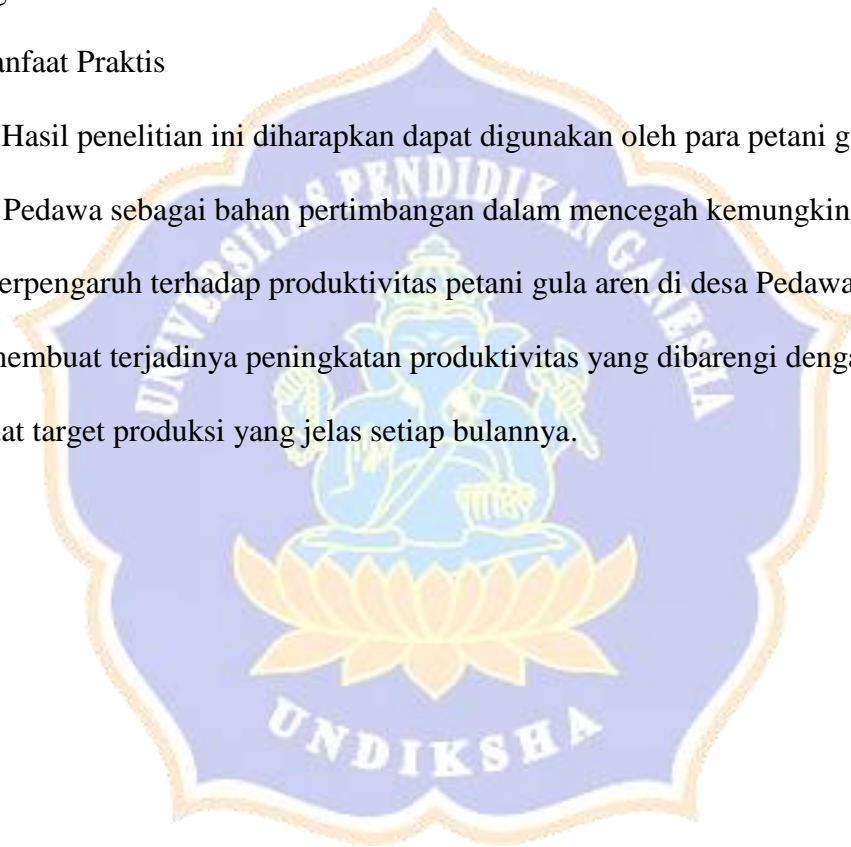 anfaat Praktis
Hasil penelitian ini diharapkan dapat digunakan oleh para petani g
Pedawa sebagai bahan pertimbangan dalam mencegah kemungkin
erpengaruh terhadap produktivitas petani gula aren di desa Pedawa
membuat terjadinya peningkatan produktivitas yang dibarengi denga
at target produksi yang jelas setiap bulannya.
UNIVERSITAS PENDIDIKAN GANESHA
UNDIKSHA